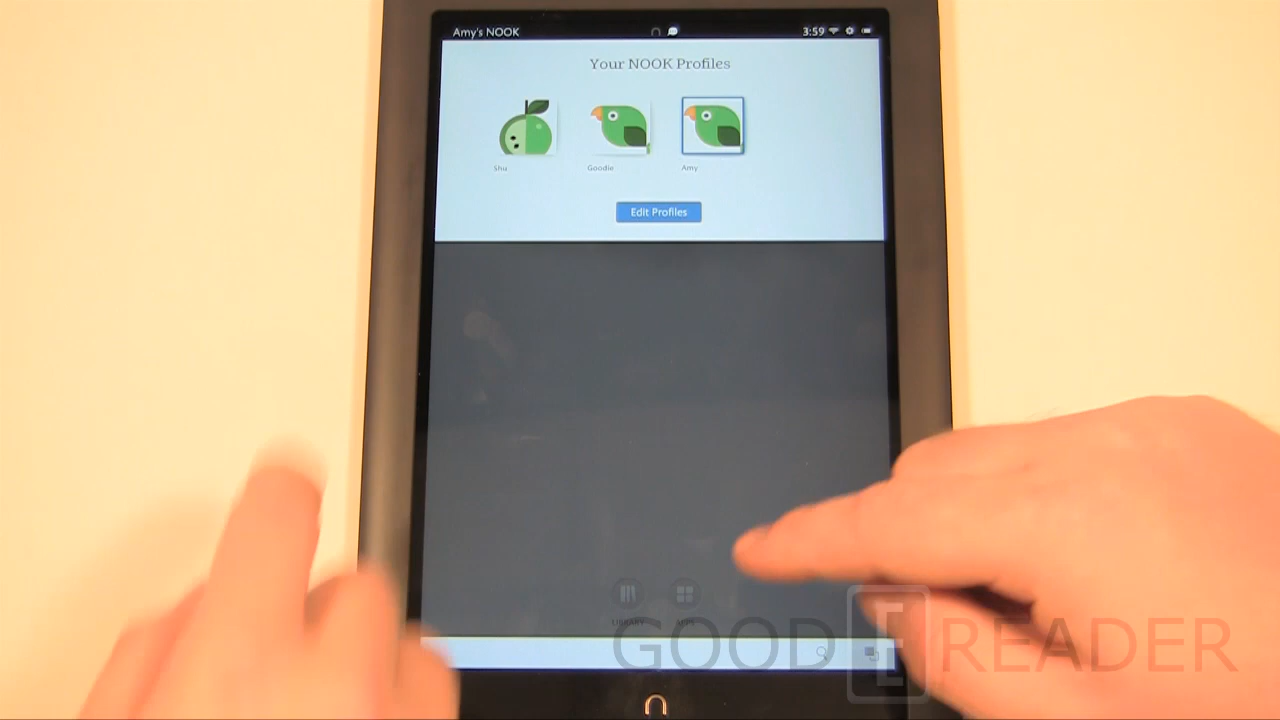 Amy's NOOK 3:59
Your NOOK Profiles
Shu Goodie Amy
Edit Profiles
LIBRARY APPS
GOOD E READER